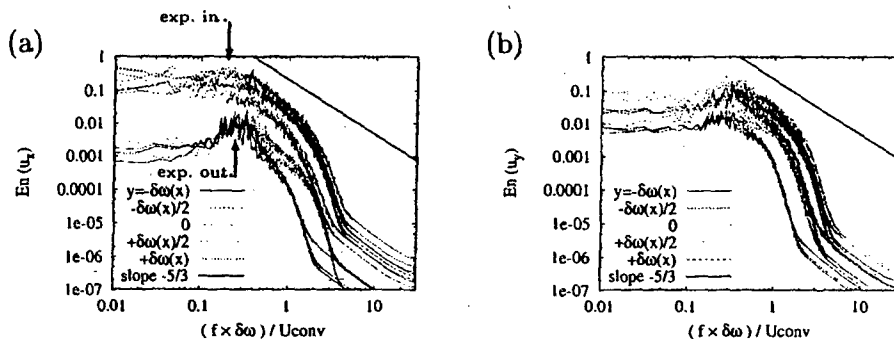 exp. in.
(a)
1
0.1
0.01
0.001
0.0001
1e-05
1e-06
1e-07
En (ux)
exp. out.
y=-δω(x)
-δω(x)/2
0
+δω(x)/2
+δω(x)
slope -5/3
0.01 0.1 1 10
(f×δω) / Uconv
(b)
1
0.1
0.01
0.001
0.0001
1e-05
1e-06
1e-07
En (uy)
y=-δω(x)
-δω(x)/2
0
+δω(x)/2
+δω(x)
slope -5/3
0.01 0.1 1 10
(f×δω) / Uconv